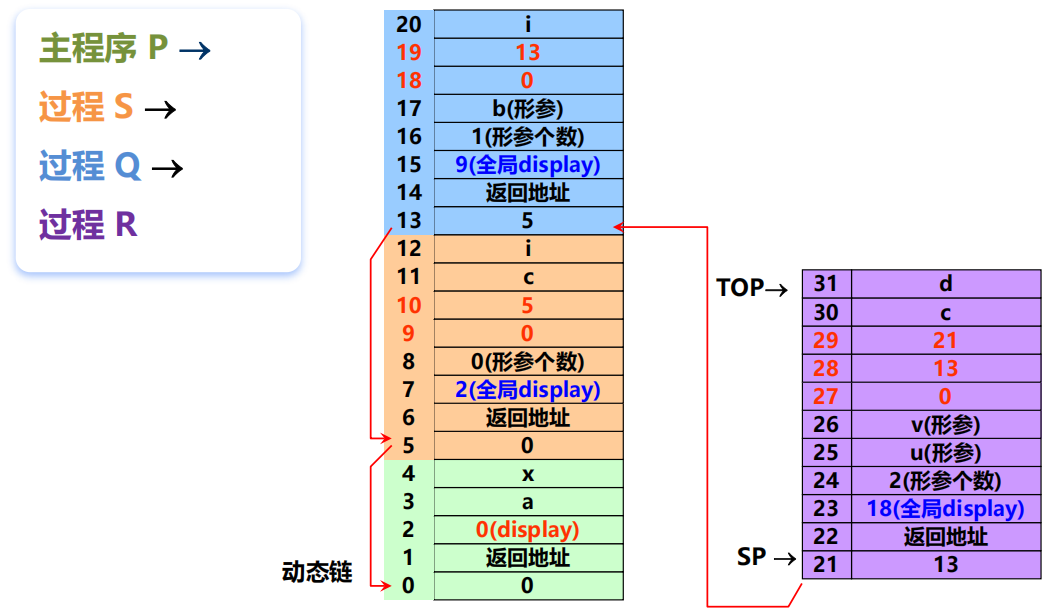 主程序 P →
过程 S →
过程 Q →
过程 R
20 i
19 13
18 0
17 b(形参)
16 1(形参个数)
15 9(全局display)
14 返回地址
13 5
12 i
11 c
10 5
9 0
8 0(形参个数)
7 2(全局display)
6 返回地址
5 0
4 x
3 a
2 0(display)
1 返回地址
0 0
动态链
TOP→
31 d
30 c
29 21
28 13
27 0
26 v(形参)
25 u(形参)
24 2(形参个数)
23 18(全局display)
22 返回地址
SP →
21 13